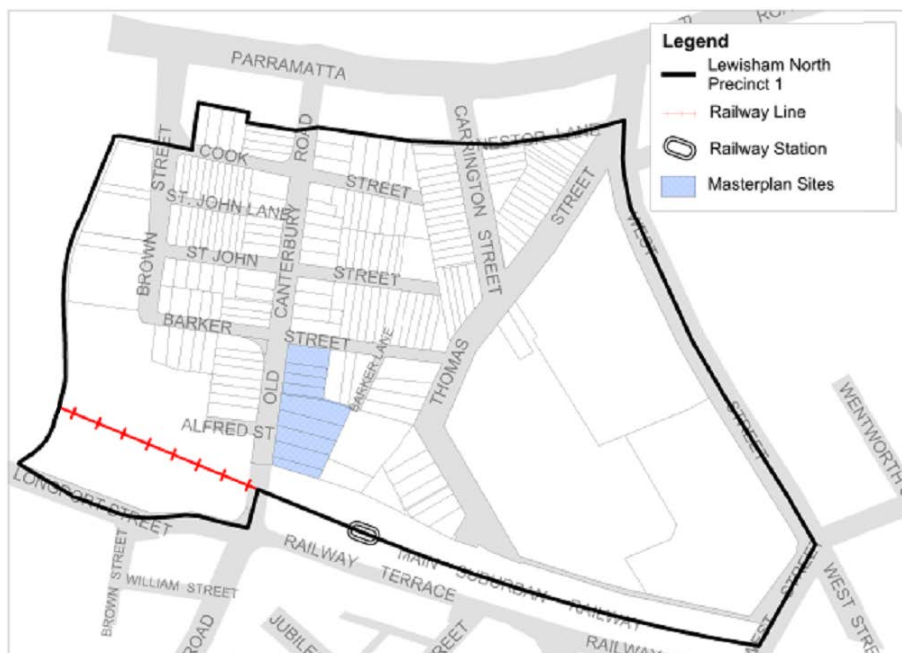 PARRAMATTA
Legend
Lewisham North
Precinct 1
Railway Line
Railway Station
Masterplan Sites
ROAD
CARRINGTON STREET
NESTOR LANE
COOK STREET
STREET
ST. JOHN LANE
ST JOHN STREET
BROWN
CANTERBURY
STREET
WEST
BARKER STREET
BARKER LANE
OLD
THOMAS
STREET
ALFRED ST
WENTWORTH
LONGPORT STREET
MAIN SUBURBAN RAILWAY
RAILWAY TERRACE
BROWN STREET
WILLIAM STREET
ROAD
RAILWAY
STREET
WEST